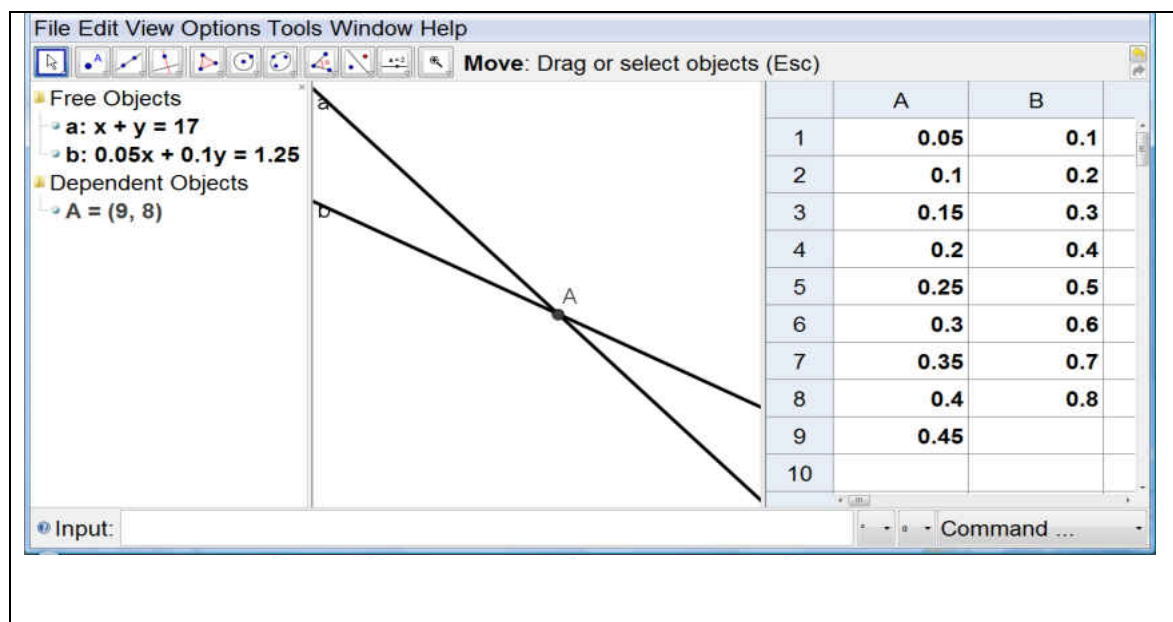 File Edit View Options Tools Window Help
Move: Drag or select objects (Esc)
Free Objects
a: x + y = 17
b: 0.05x + 0.1y = 1.25
Dependent Objects
A = (9, 8)
a
b
A
A B
1 0.05 0.1
2 0.1 0.2
3 0.15 0.3
4 0.2 0.4
5 0.25 0.5
6 0.3 0.6
7 0.35 0.7
8 0.4 0.8
9 0.45
10
Input:
Command ...